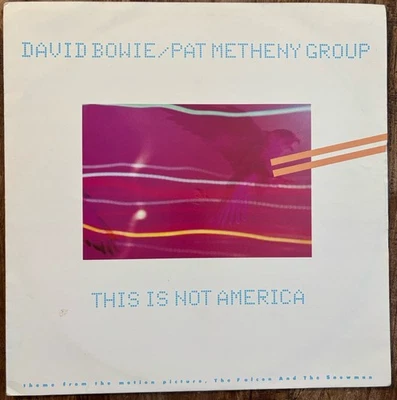 DAVID BOWIE/PAT METHENY GROUP
THIS IS NOT AMERICA
theme from the motion picture, The Falcon And The Snowman